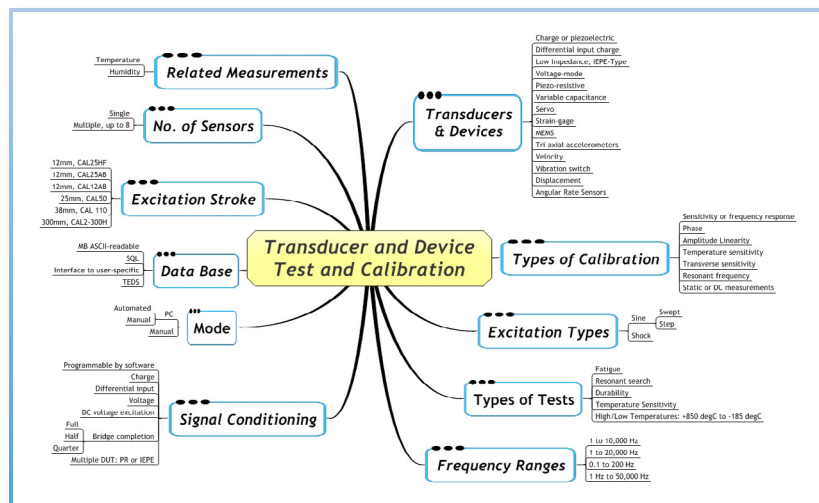 Related Measurements
Temperature
Humidity
No. of Sensors
Single
Multiple, up to 8
Excitation Stroke
12mm, CAL25HF
12mm, CAL25AB
12mm, CAL12AB
25mm, CAL50
38mm, CAL 110
300mm, CAL2-300H
Data Base
MB ASCII-readable
SQL
Interface to user-specific
TEDS
Mode
PC
Automated
Manual
Manual
Signal Conditioning
Programmable by software
Charge
Differential input
Voltage
DC voltage excitation
Bridge completion
Full
Half
Quarter
Multiple DUT: PR or IEPE
Transducer and Device
Test and Calibration
Transducers
& Devices
Charge or piezoelectric
Differential input charge
Low Impedance, IEPE-Type
Voltage-mode
Piezo-resistive
Variable capacitance
Servo
Strain-gage
MEMS
Tri-axial accelerometers
Velocity
Vibration switch
Displacement
Angular Rate Sensors
Types of Calibration
Sensitivity or frequency response
Phase
Amplitude Linearity
Temperature sensitivity
Transverse sensitivity
Resonant frequency
Static or DC measurements
Excitation Types
Sine
Swept
Step
Shock
Types of Tests
Fatigue
Resonant search
Durability
Temperature Sensitivity
High/Low Temperatures: +850 degC to -185 degC
Frequency Ranges
1 to 10,000 Hz
1 to 20,000 Hz
0.1 to 200 Hz
1 Hz to 50,000 Hz